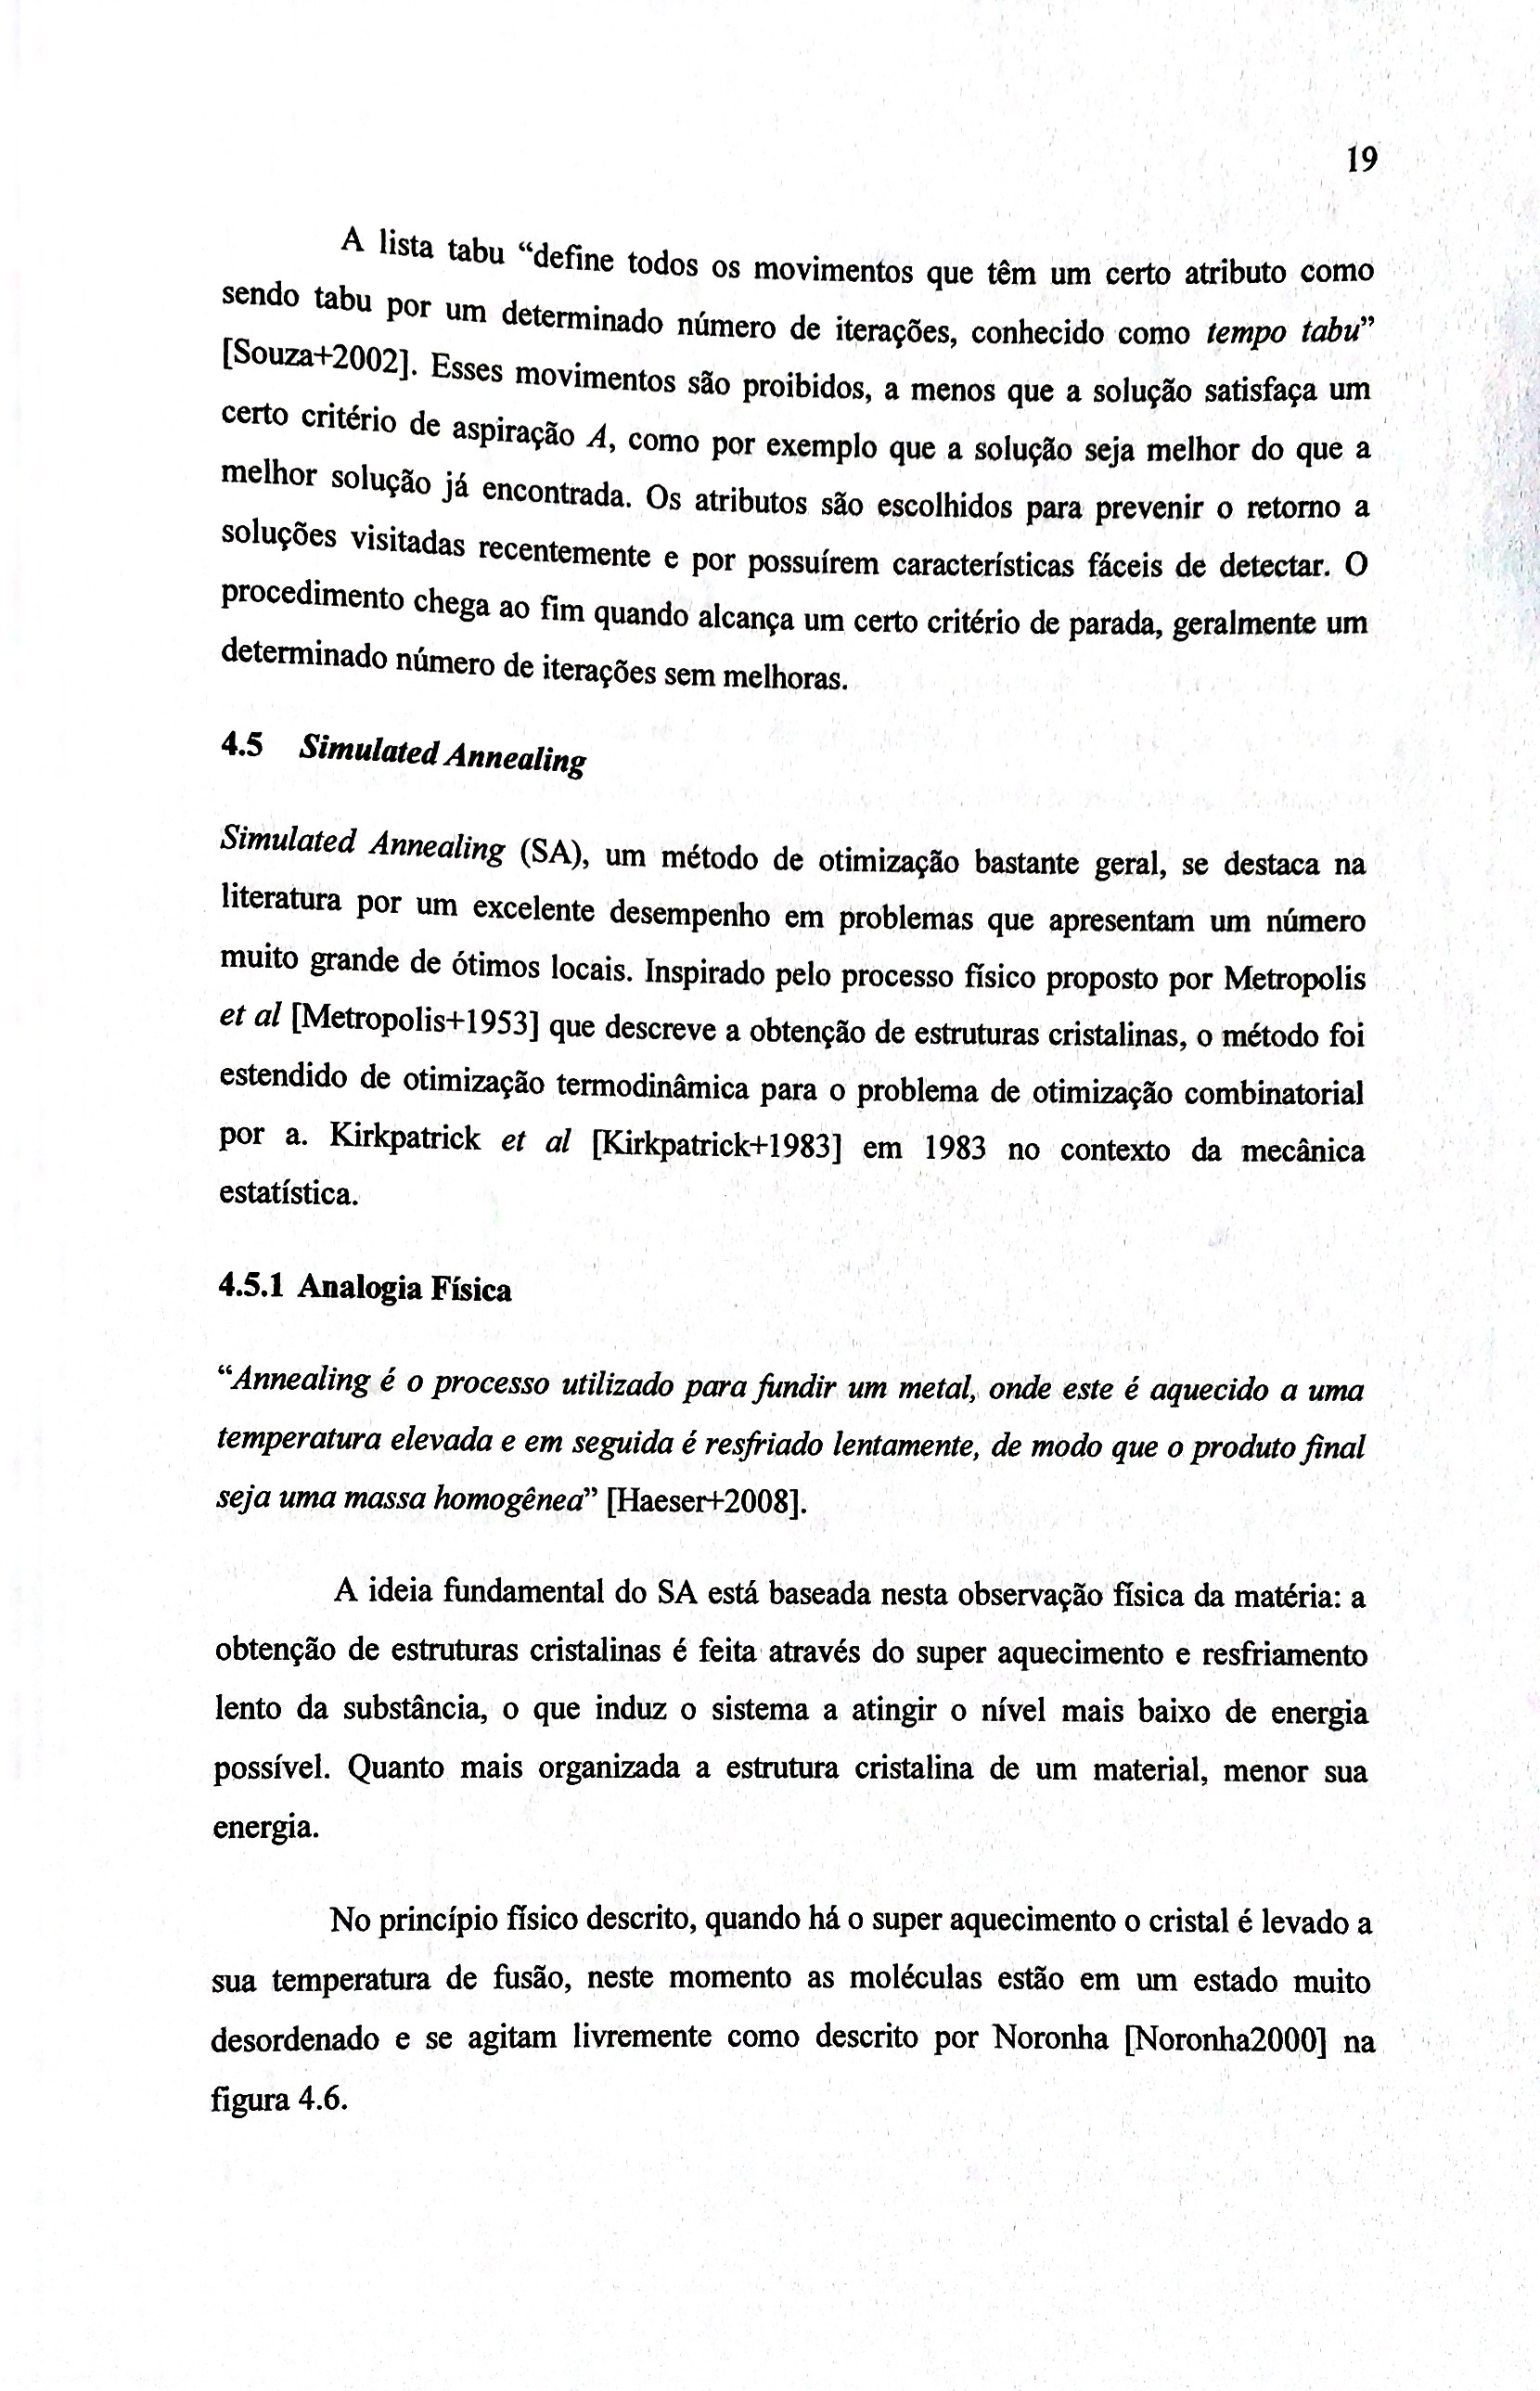 19
A lista tabu “define todos os movimentos que têm um certo atributo como
sendo tabu por um determinado número de iterações, conhecido como tempo tabu”
[Souza+2002]. Esses movimentos são proibidos, a menos que a solução satisfaça um
certo critério de aspiração A, como por exemplo que a solução seja melhor do que a
melhor solução já encontrada. Os atributos são escolhidos para prevenir o retorno a
soluções visitadas recentemente e por possuírem características fáceis de detectar. O
procedimento chega ao fim quando alcança um certo critério de parada, geralmente um
determinado número de iterações sem melhoras.
4.5 Simulated Annealing
Simulated Annealing (SA), um método de otimização bastante geral, se destaca na
literatura por um excelente desempenho em problemas que apresentam um número
muito grande de ótimos locais. Inspirado pelo processo físico proposto por Metropolis
et al [Metropolis+1953] que descreve a obtenção de estruturas cristalinas, o método foi
estendido de otimização termodinâmica para o problema de otimização combinatorial
por a. Kirkpatrick et al [Kirkpatrick+1983] em 1983 no contexto da mecânica
estatística.
4.5.1 Analogia Física
“Annealing é o processo utilizado para fundir um metal, onde este é aquecido a uma
temperatura elevada e em seguida é resfriado lentamente, de modo que o produto final
seja uma massa homogênea” [Haeser+2008].
A ideia fundamental do SA está baseada nesta observação física da matéria: a
obtenção de estruturas cristalinas é feita através do super aquecimento e resfriamento
lento da substância, o que induz o sistema a atingir o nível mais baixo de energia
possível. Quanto mais organizada a estrutura cristalina de um material, menor sua
energia.
No princípio físico descrito, quando há o super aquecimento o cristal é levado a
sua temperatura de fusão, neste momento as moléculas estão em um estado muito
desordenado e se agitam livremente como descrito por Noronha [Noronha2000] na
figura 4.6.